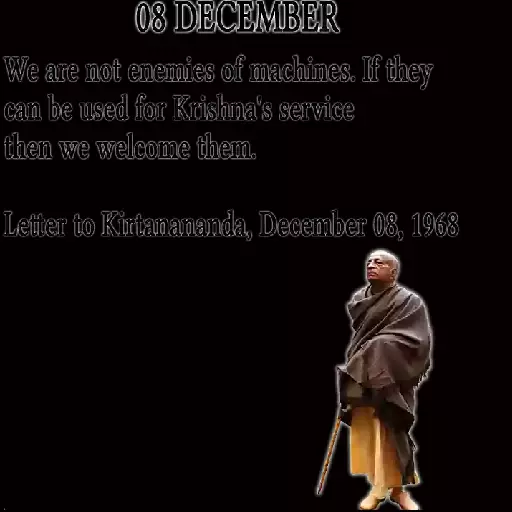 08 DECEMBER
We are not enemies of machines. If they
can be used for Krishna's service
then we welcome them.
Letter to Kirtanananda, December 08, 1968